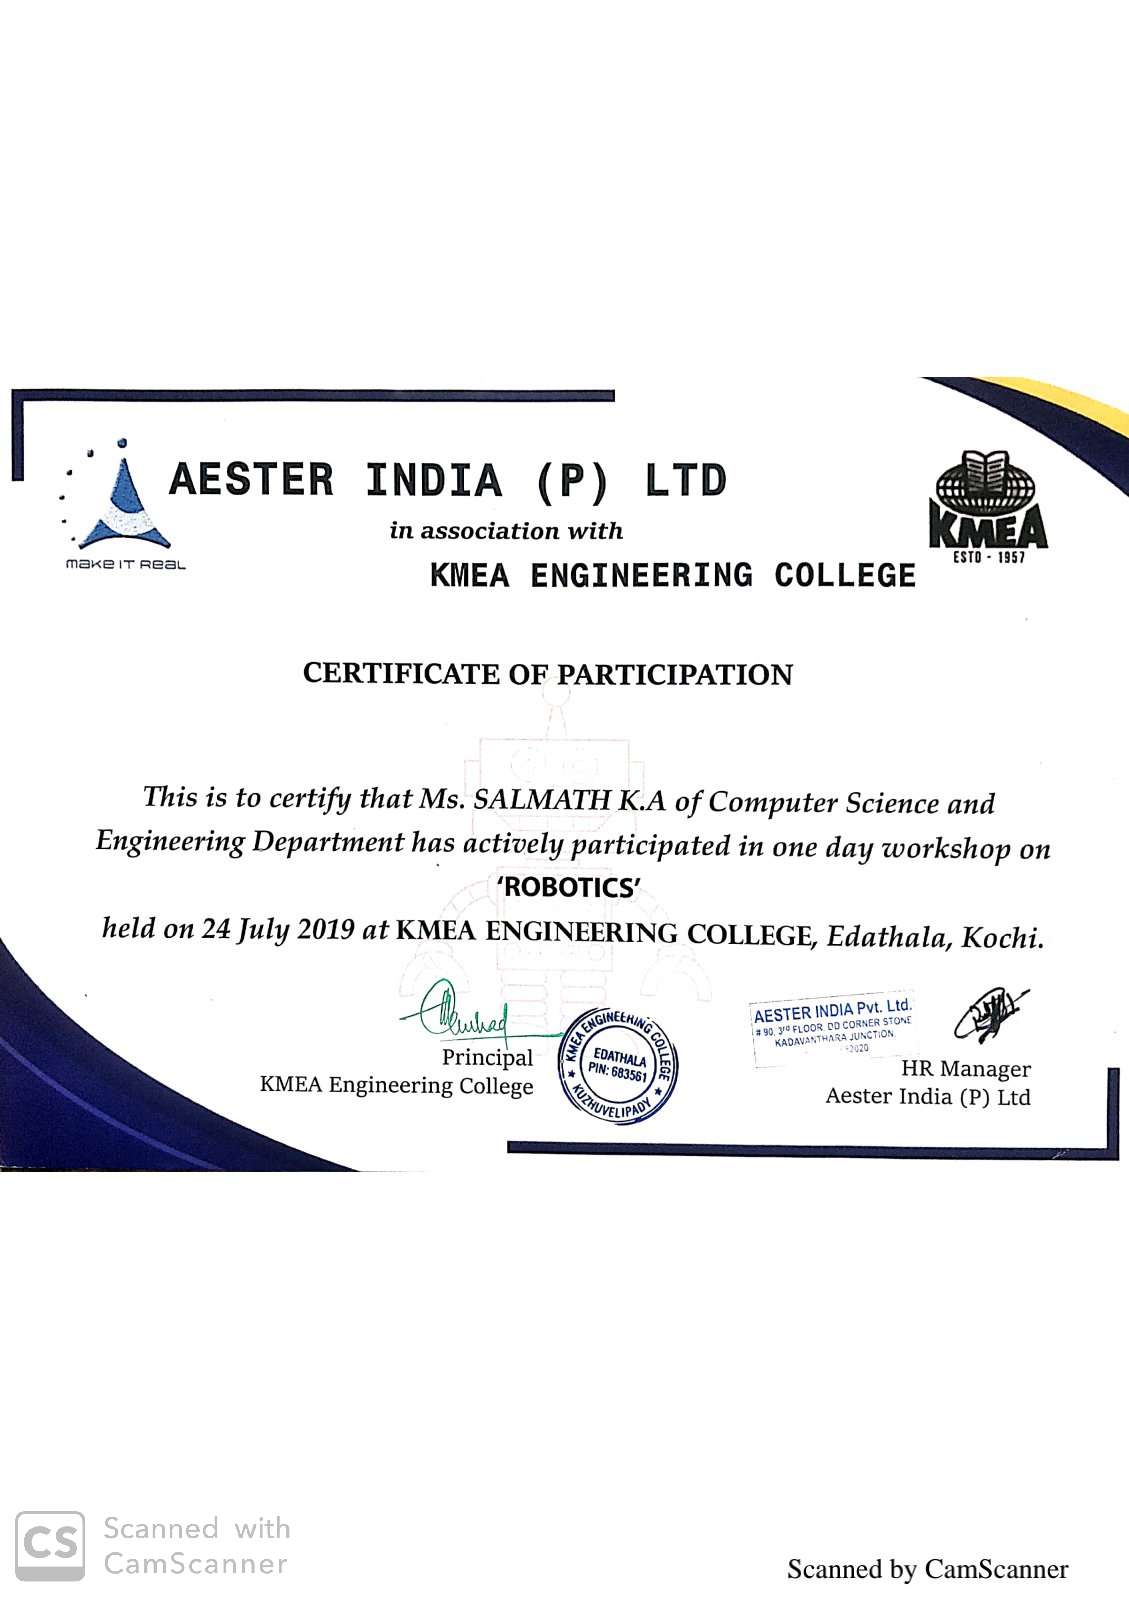 AESTER INDIA (P) LTD
in association with
KMEA ENGINEERING COLLEGE
MAKE IT REAL
KMEA
ESTD - 1957
CERTIFICATE OF PARTICIPATION
This is to certify that Ms. SALMATH K.A of Computer Science and
Engineering Department has actively participated in one day workshop on
‘ROBOTICS’
held on 24 July 2019 at KMEA ENGINEERING COLLEGE, Edathala, Kochi.
Principal
KMEA Engineering College
KMEA ENGINEERING COLLEGE
EDATHALA
PIN: 683561
KUZHUVELIPADY
AESTER INDIA Pvt. Ltd.
# 90, 3rd FLOOR, DD CORNER STONE
KADAVANTHARA JUNCTION
HR Manager
Aester India (P) Ltd
CS
Scanned with
CamScanner
Scanned by CamScanner